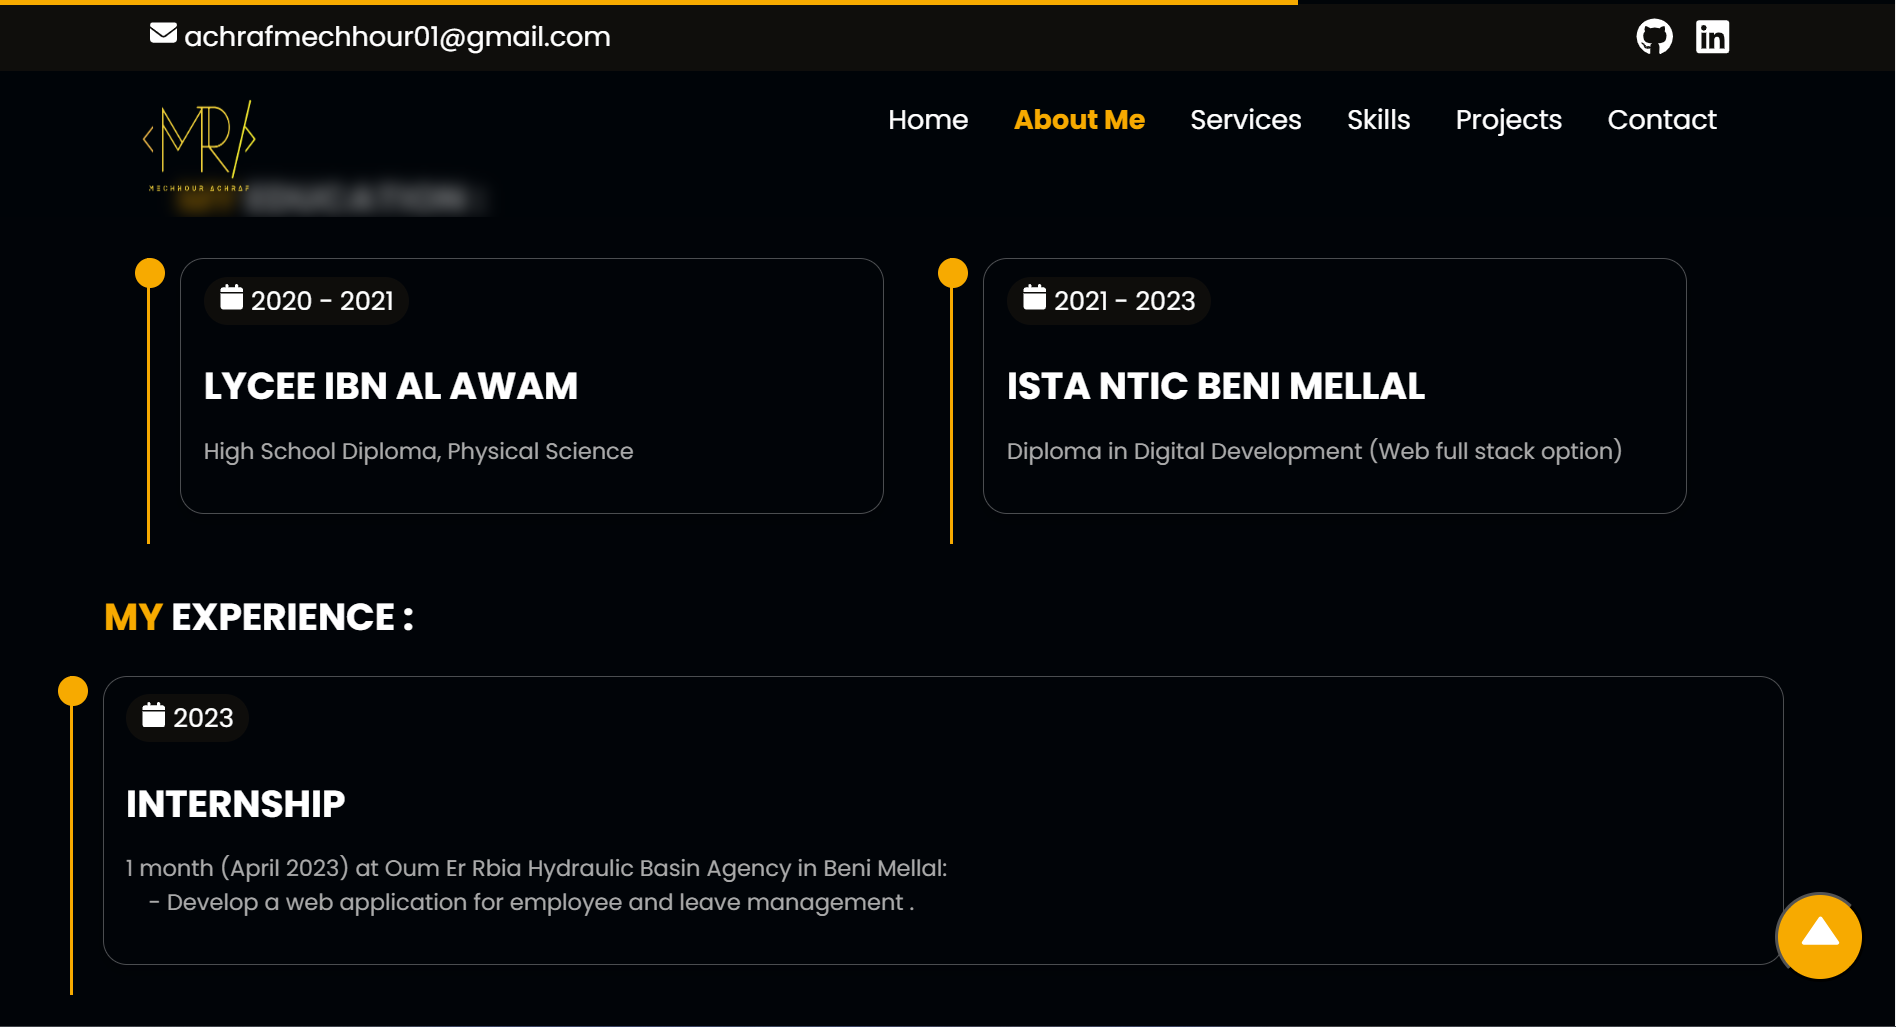 achrafmechhour01@gmail.com
Home About Me Services Skills Projects Contact
<MR/>
MECHHOUR ACHRAF
MY EDUCATION :
2020 - 2021
LYCEE IBN AL AWAM
High School Diploma, Physical Science
2021 - 2023
ISTA NTIC BENI MELLAL
Diploma in Digital Development (Web full stack option)
MY EXPERIENCE :
2023
INTERNSHIP
1 month (April 2023) at Oum Er Rbia Hydraulic Basin Agency in Beni Mellal:
- Develop a web application for employee and leave management .